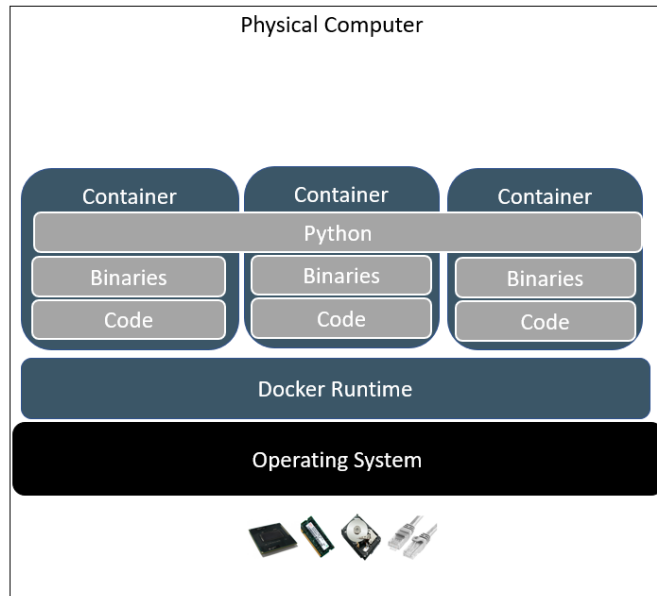 Physical Computer
Container
Container
Container
Python
Binaries
Binaries
Binaries
Code
Code
Code
Docker Runtime
Operating System